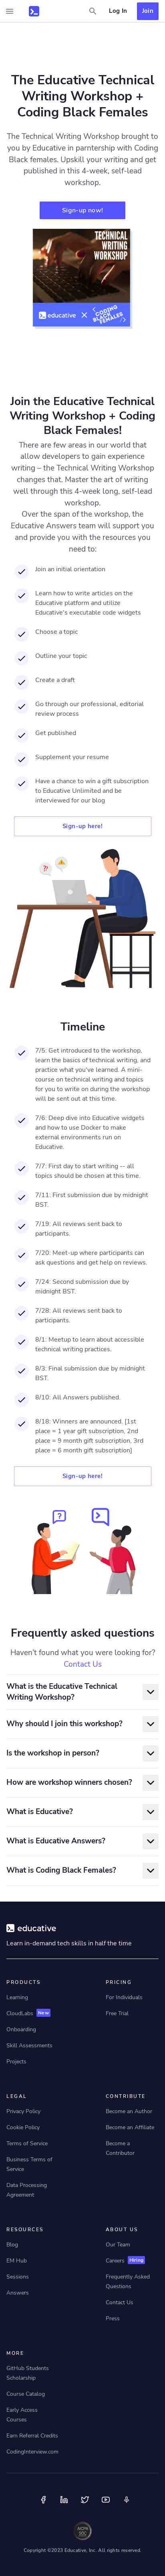 Log In
Join
The Educative Technical
Writing Workshop +
Coding Black Females
The Technical Writing Workshop brought to
you by Educative in parntership with Coding
Black females. Upskill your writing and get
published in this 4-week, self-lead
workshop.
Sign-up now!
TECHNICAL
WRITING
WORKSHOP
educative
CODING
BLACK
FEMALES
Join the Educative Technical
Writing Workshop + Coding
Black Females!
There are few areas in our world that
allow developers to gain experience
writing – the Technical Writing Workshop
changes that. Master the art of writing
well through this 4-week long, self-lead
workshop.
Over the span of the workshop, the
Educative Answers team will support you
and provide you with the resources you
need to:
Join an initial orientation
Learn how to write articles on the
Educative platform and utilize
Educative's executable code widgets
Choose a topic
Outline your topic
Create a draft
Go through our professional, editorial
review process
Get published
Supplement your resume
Have a chance to win a gift subscription
to Educative Unlimited and be
interviewed for our blog
Sign-up here!
Timeline
7/5: Get introduced to the workshop,
learn the basics of technical writing, and
practice what you've learned. A mini-
course on technical writing and topics
for you to write on during the workshop
will be sent out at this time.
7/6: Deep dive into Educative widgets
and how to use Docker to make
external environments run on
Educative.
7/7: First day to start writing -- all
topics should be chosen at this time.
7/11: First submission due by midnight
BST.
7/19: All reviews sent back to
participants.
7/20: Meet-up where participants can
ask questions and get help on reviews.
7/24: Second submission due by
midnight BST.
7/28: All reviews sent back to
participants.
8/1: Meetup to learn about accessible
technical writing practices.
8/3: Final submission due by midnight
BST.
8/10: All Answers published.
8/18: Winners are announced. [1st
place = 1 year gift subscription, 2nd
place = 9 month gift subscription, 3rd
place = 6 month gift subscription]
Sign-up here!
Frequently asked questions
Haven't found what you were looking for?
Contact Us
What is the Educative Technical
Writing Workshop?
Why should I join this workshop?
Is the workshop in person?
How are workshop winners chosen?
What is Educative?
What is Educative Answers?
What is Coding Black Females?
educative
Learn in-demand tech skills in half the time
PRODUCTS
Learning
CloudLabs New
Onboarding
Skill Assessments
Projects
PRICING
For Individuals
Free Trial
LEGAL
Privacy Policy
Cookie Policy
Terms of Service
Business Terms of
Service
Data Processing
Agreement
CONTRIBUTE
Become an Author
Become an Affiliate
Become a
Contributor
RESOURCES
Blog
EM Hub
Sessions
Answers
ABOUT US
Our Team
Careers Hiring
Frequently Asked
Questions
Contact Us
Press
MORE
GitHub Students
Scholarship
Course Catalog
Early Access
Courses
Earn Referral Credits
CodingInterview.com
Copyright ©2023 Educative, Inc. All rights reserved.